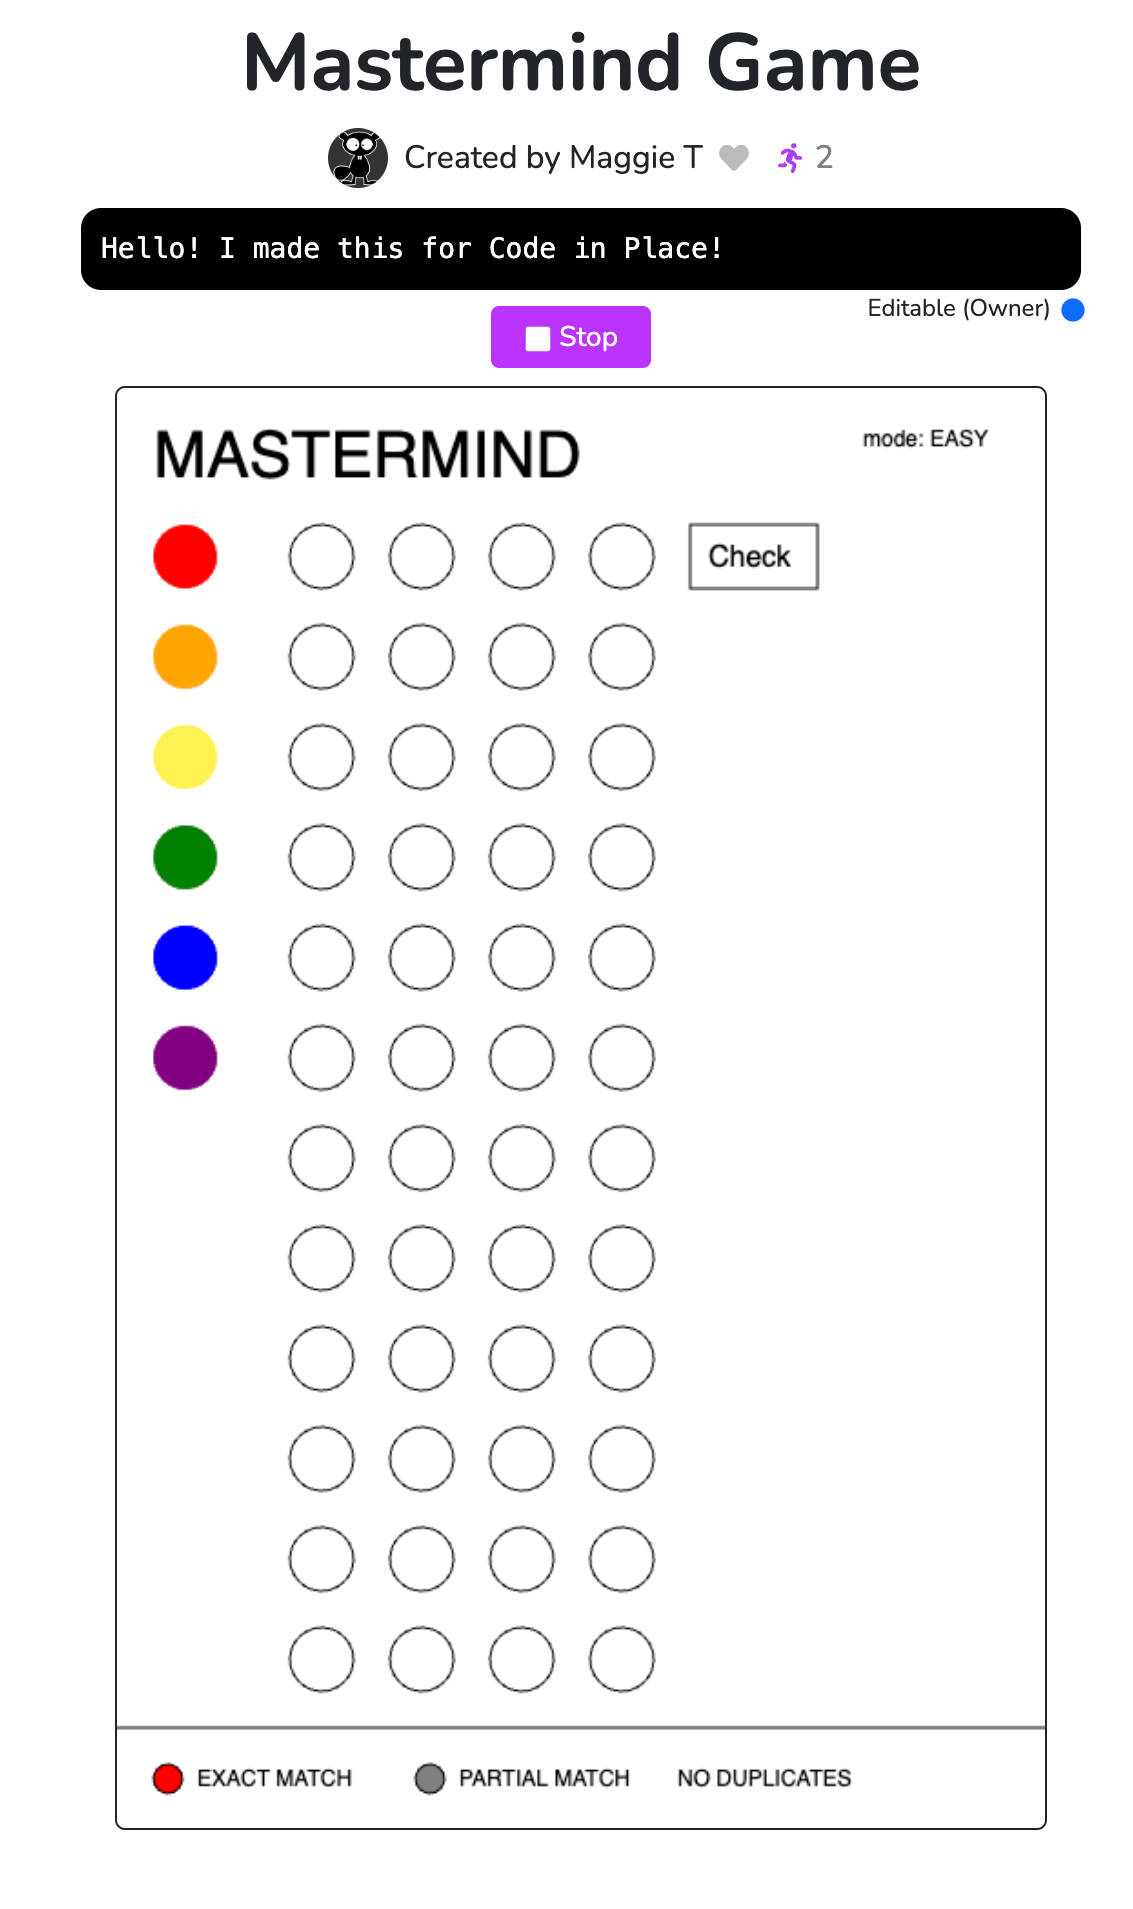 Mastermind Game
Created by Maggie T 2
Hello! I made this for Code in Place!
Editable (Owner)
Stop
MASTERMIND
mode: EASY
Check
EXACT MATCH
PARTIAL MATCH
NO DUPLICATES